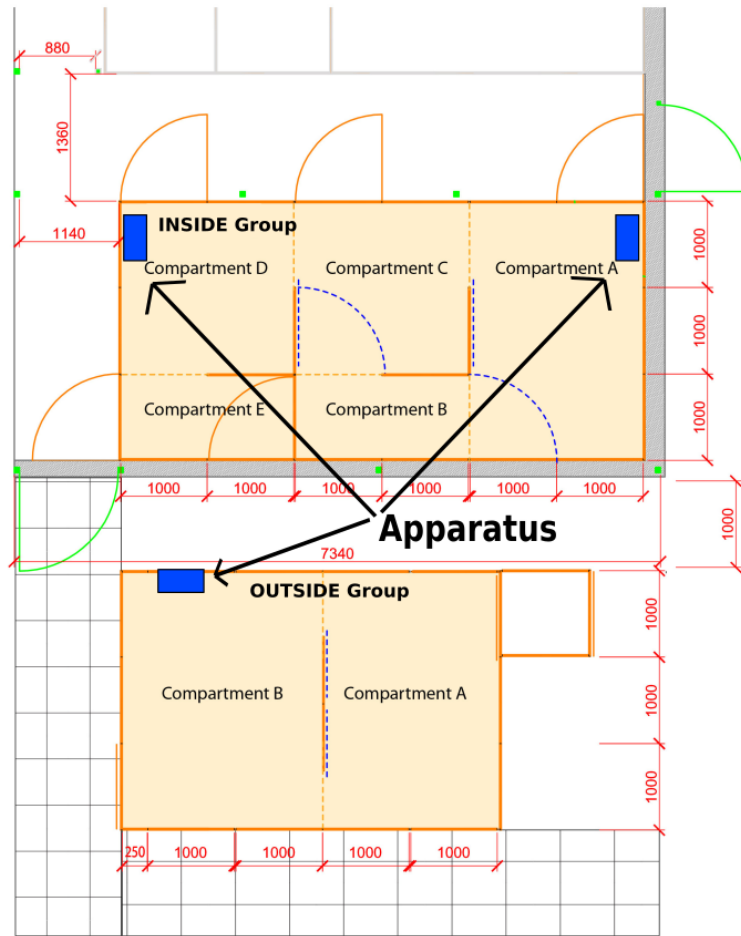 880
1360
1140
INSIDE Group
Compartment D
Compartment C
Compartment A
1000
1000
1000
Compartment E
Compartment B
1000
1000
1000
1000
1000
1000
1000
Apparatus
7340
OUTSIDE Group
1000
1000
1000
Compartment B
Compartment A
250
1000
1000
1000
1000